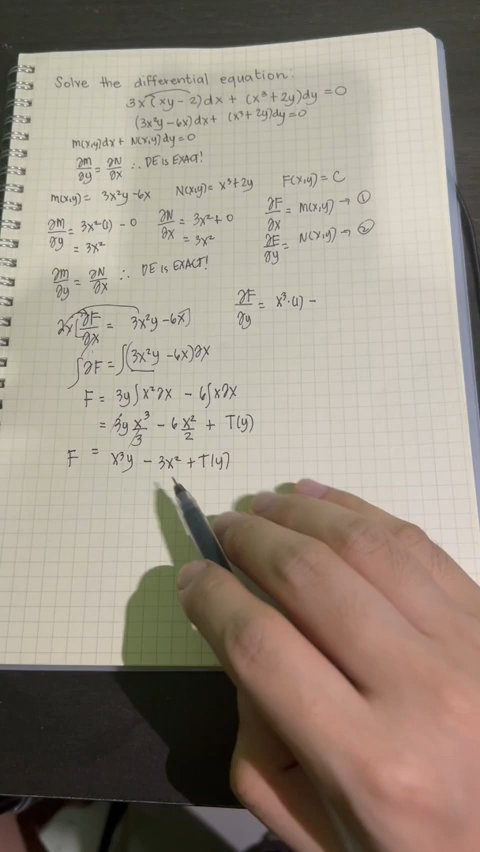 Solve the differential equation:
3x(xy-2)dx + (x³+2y)dy = 0
(3x²y-6x)dx + (x³+2y)dy = 0
M(x,y)dx + N(x,y)dy = 0
∂M/∂y = ∂N/∂x ∴ DE is EXACT!
M(x,y) = 3x²y-6x N(x,y) = x³+2y F(x,y) = C
∂M/∂y = 3x²(1) - 0 ∂N/∂x = 3x²+0 ∂F/∂x = M(x,y) → ①
= 3x² = 3x² ∂F/∂y = N(x,y) → ②
∂M/∂y = ∂N/∂x ∴ DE is EXACT!
∂x[∂F/∂x = 3x²y-6x] ∂F/∂y = x³·(1) -
∫∂F = ∫(3x²y-6x)∂x
F = 3y∫x²∂x - 6∫x∂x
= 3y x³/3 - 6 x²/2 + T(y)
F = x³y - 3x² + T(y)